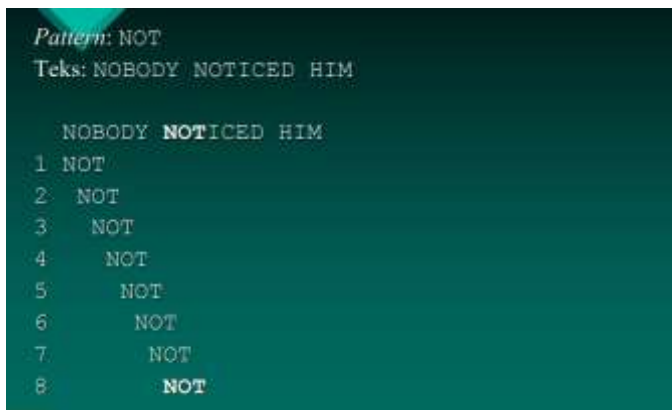 Pattern: NOT
Teks: NOBODY NOTICED HIM
NOBODY NOTICED HIM
1 NOT
2 NOT
3 NOT
4 NOT
5 NOT
6 NOT
7 NOT
8 NOT